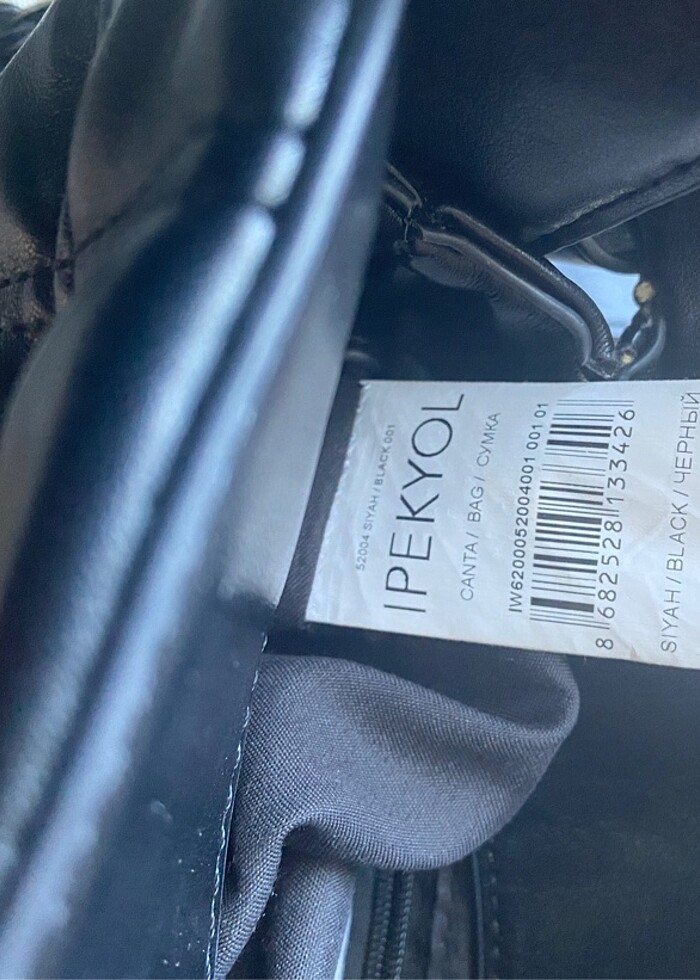 52004 SIYAH / BLACK 001
IPEKYOL
CANTA / BAG / СУМКА
IW6200052004001 001 01
8 682528 133426
SIYAH / BLACK / ЧЕРНЫЙ